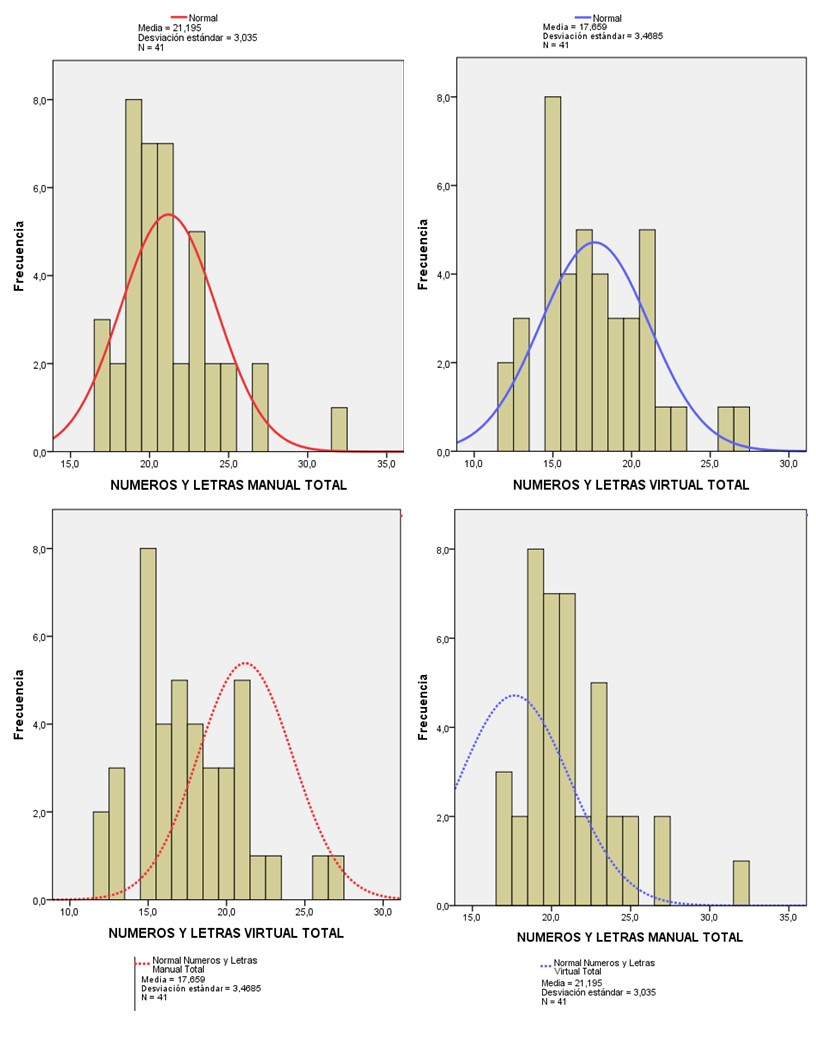 Normal
Media = 21,195
Desviación estándar = 3,035
N = 41
Frecuencia
8,0
6,0
4,0
2,0
0,0
15,0 20,0 25,0 30,0 35,0
NUMEROS Y LETRAS MANUAL TOTAL
Normal
Media = 17,659
Desviación estándar = 3,4685
N = 41
Frecuencia
8,0
6,0
4,0
2,0
0,0
10,0 15,0 20,0 25,0 30,0
NUMEROS Y LETRAS VIRTUAL TOTAL
Frecuencia
8,0
6,0
4,0
2,0
0,0
10,0 15,0 20,0 25,0 30,0
NUMEROS Y LETRAS VIRTUAL TOTAL
Normal Numeros y Letras
Manual Total
Media = 17,659
Desviación estándar = 3,4685
N = 41
Frecuencia
8,0
6,0
4,0
2,0
0,0
15,0 20,0 25,0 30,0 35,0
NUMEROS Y LETRAS MANUAL TOTAL
Normal Numeros y Letras
Virtual Total
Media = 21,195
Desviación estándar = 3,035
N = 41